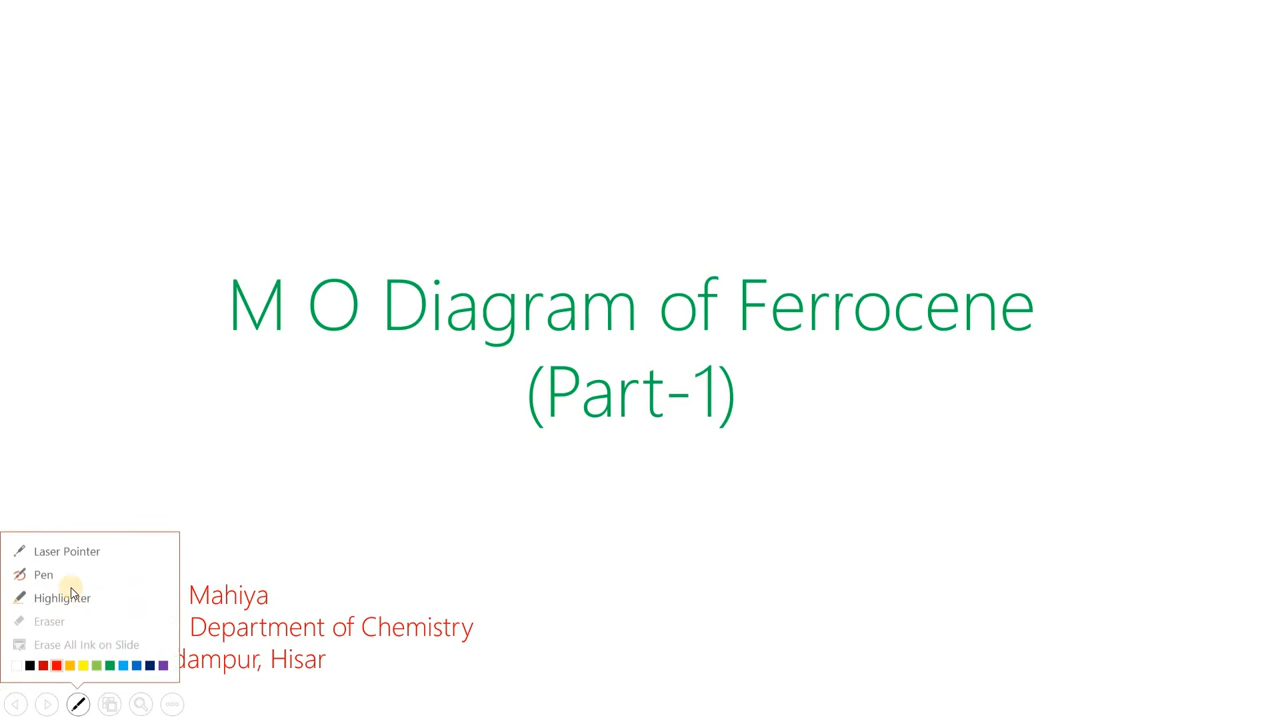 M O Diagram of Ferrocene
(Part-1)
Laser Pointer
Pen
Highlighter
Eraser
Erase All Ink on Slide
Mahiya
Department of Chemistry
dampur, Hisar